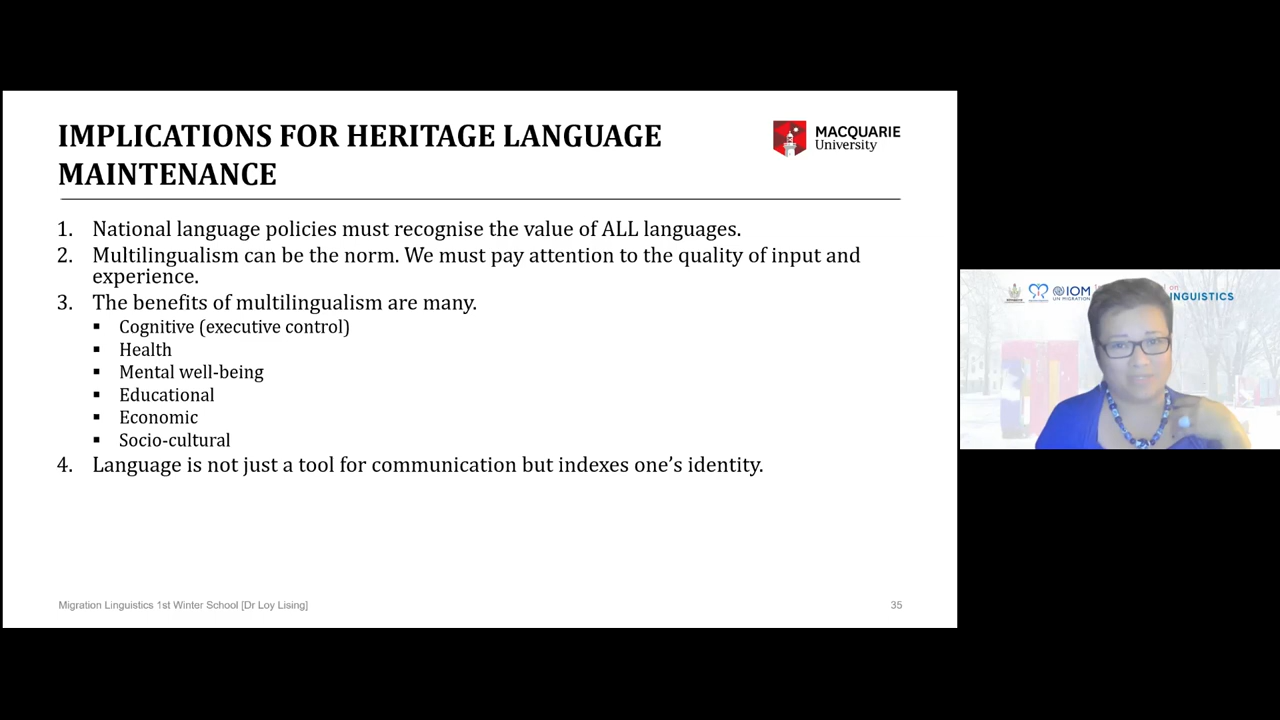 IMPLICATIONS FOR HERITAGE LANGUAGE
MAINTENANCE
MACQUARIE
University
1. National language policies must recognise the value of ALL languages.
2. Multilingualism can be the norm. We must pay attention to the quality of input and
experience.
3. The benefits of multilingualism are many.
▪ Cognitive (executive control)
▪ Health
▪ Mental well-being
▪ Educational
▪ Economic
▪ Socio-cultural
4. Language is not just a tool for communication but indexes one’s identity.
Migration Linguistics 1st Winter School [Dr Loy Lising]
35
IOM
UN MIGRATION
on
INGUISTICS